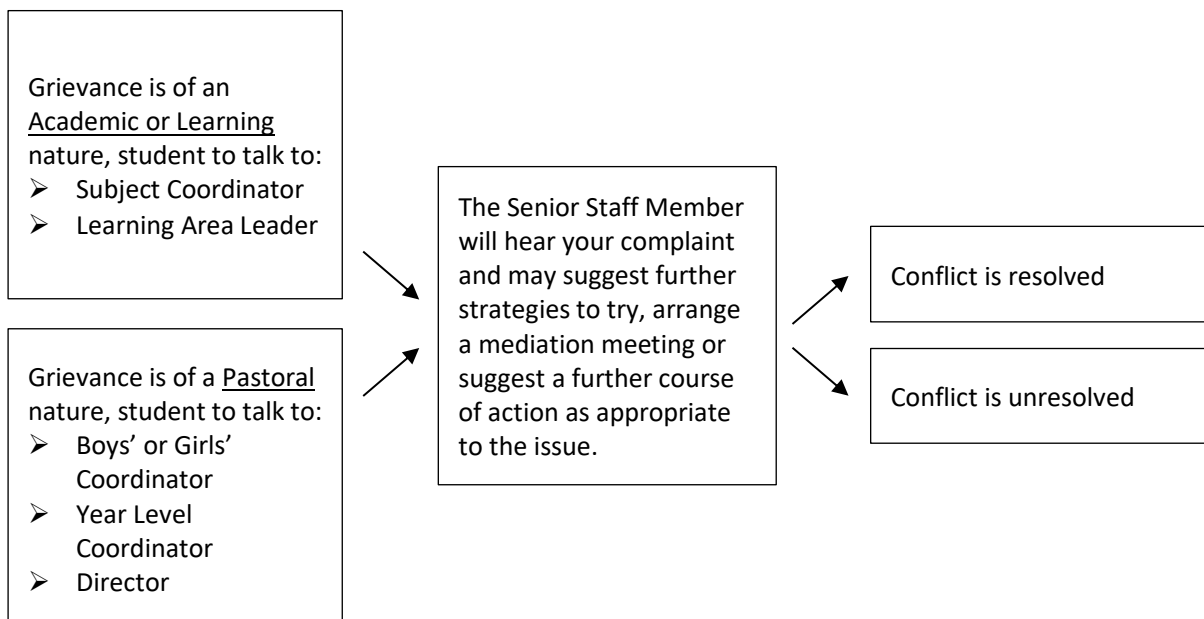 Grievance is of an
Academic or Learning
nature, student to talk to:
➢ Subject Coordinator
➢ Learning Area Leader
Grievance is of a Pastoral
nature, student to talk to:
➢ Boys’ or Girls’
Coordinator
➢ Year Level
Coordinator
➢ Director
The Senior Staff Member
will hear your complaint
and may suggest further
strategies to try, arrange
a mediation meeting or
suggest a further course
of action as appropriate
to the issue.
Conflict is resolved
Conflict is unresolved